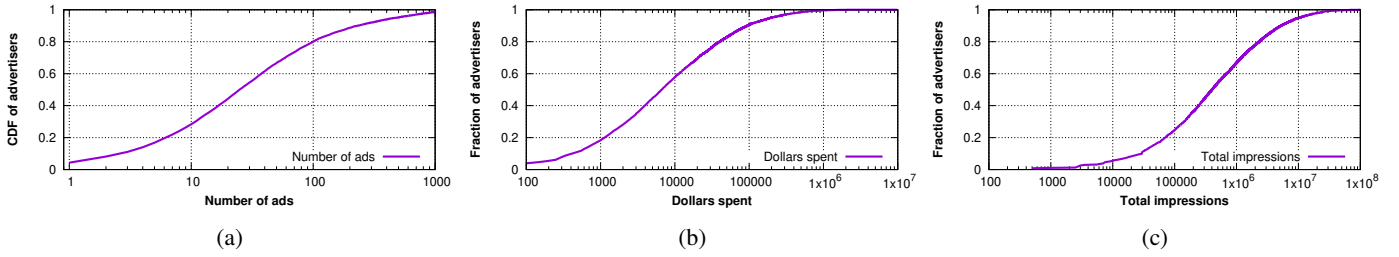 1
0.8
0.6
0.4
0.2
0
CDF of advertisers
1 10 100 1000
Number of ads
Number of ads
(a)
1
0.8
0.6
0.4
0.2
0
Fraction of advertisers
100 1000 10000 100000 1x10^6 1x10^7
Dollars spent
Dollars spent
(b)
1
0.8
0.6
0.4
0.2
0
Fraction of advertisers
100 1000 10000 100000 1x10^6 1x10^7 1x10^8
Total impressions
Total impressions
(c)